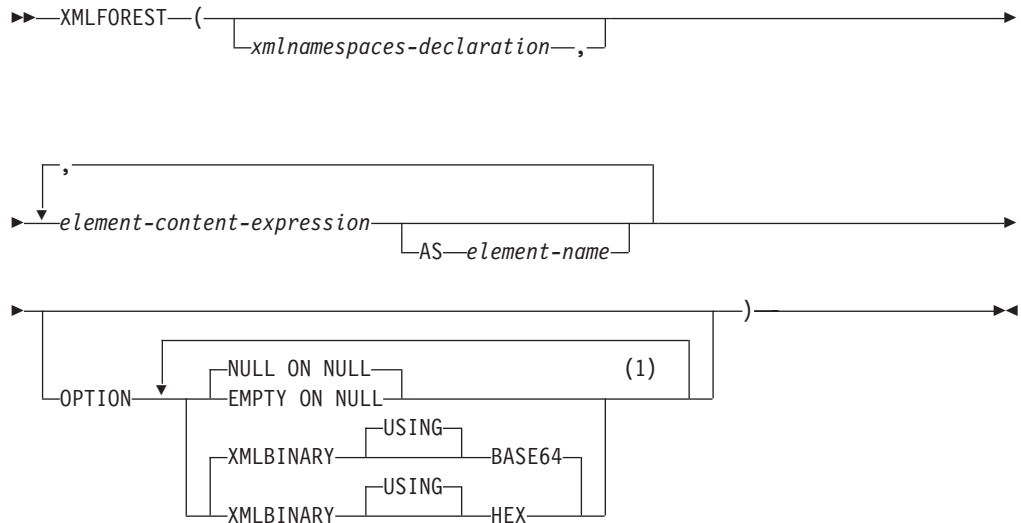 XMLFOREST (
xmlnamespaces-declaration ,
,
element-content-expression
AS element-name
)
NULL ON NULL (1)
OPTION EMPTY ON NULL
USING
XMLBINARY BASE64
USING
XMLBINARY HEX